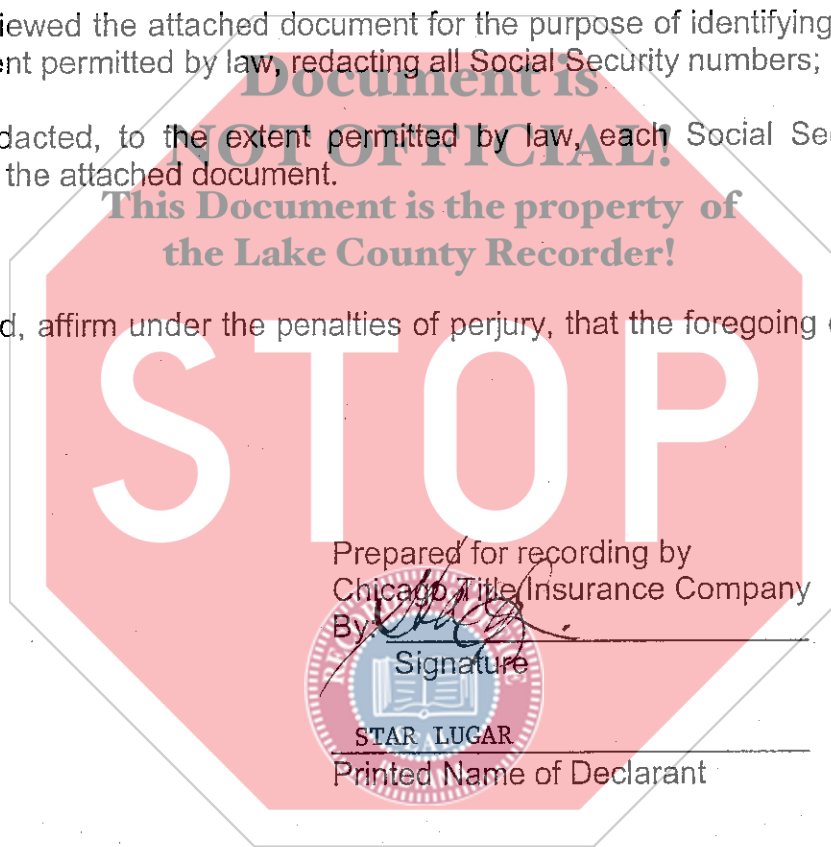 iewed the attached document for the purpose of identifying
ent permitted by law, redacting all Social Security numbers;
Document is
dacted, to the extent permitted by law, each Social Se
NOT OFFICIAL!
the attached document.
This Document is the property of
the Lake County Recorder!
d, affirm under the penalties of perjury, that the foregoing
STOP
Prepared for recording by
Chicago Title Insurance Company
By:
Signature
SEAL
STAR LUGAR
Printed Name of Declarant